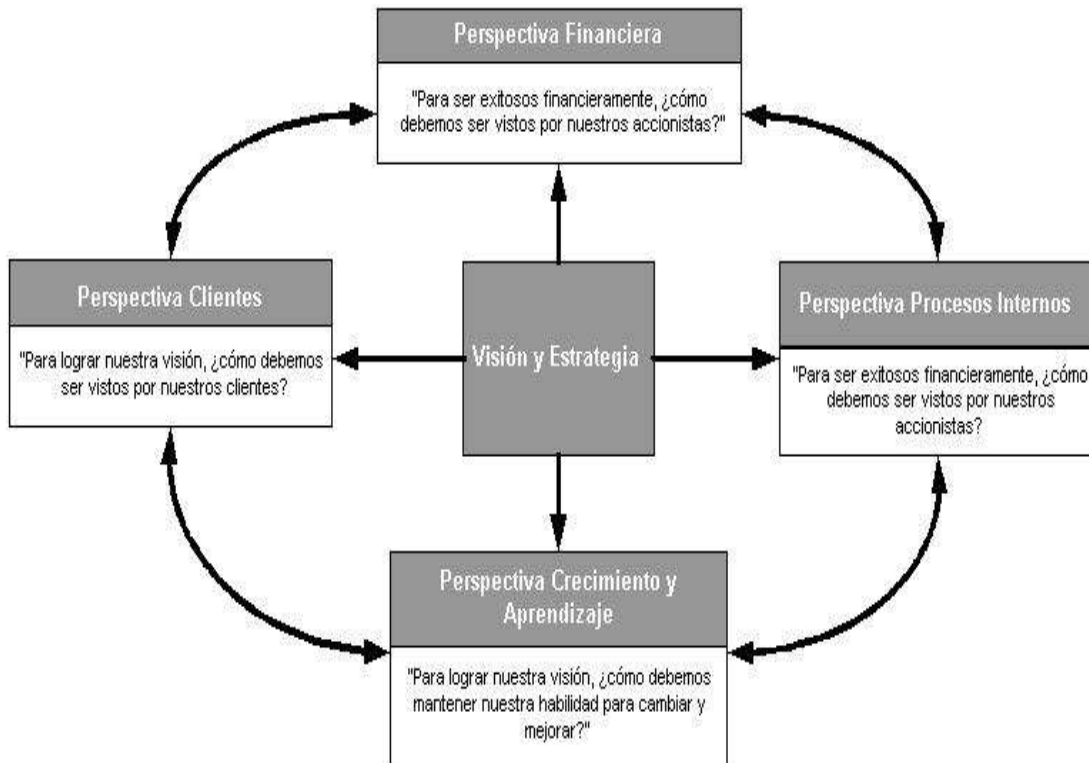 Perspectiva Financiera
"Para ser exitosos financieramente, ¿cómo
debemos ser vistos por nuestros accionistas?"
Perspectiva Clientes
"Para lograr nuestra visión, ¿cómo debemos
ser vistos por nuestros clientes?
Visión y Estrategia
Perspectiva Procesos Internos
"Para ser exitosos financieramente, ¿cómo
debemos ser vistos por nuestros
accionistas?
Perspectiva Crecimiento y
Aprendizaje
"Para lograr nuestra visión, ¿cómo debemos
mantener nuestra habilidad para cambiar y
mejorar?"